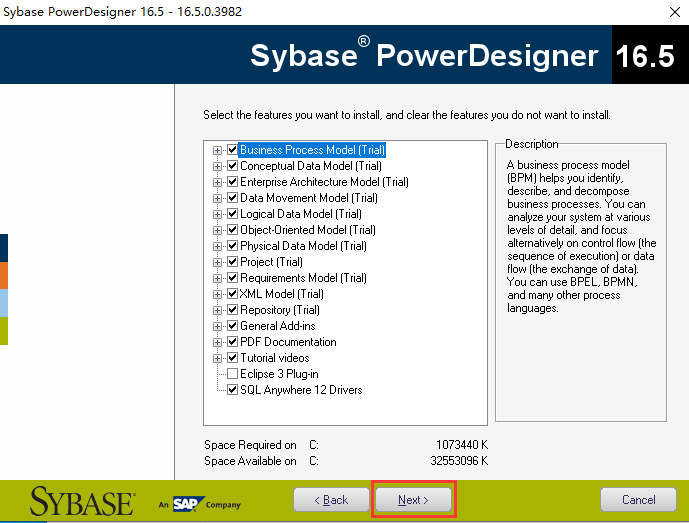 Sybase PowerDesigner 16.5 - 16.5.0.3982
Sybase® PowerDesigner 16.5
Select the features you want to install, and clear the features you do not want to install.
Business Process Model (Trial)
Conceptual Data Model (Trial)
Enterprise Architecture Model (Trial)
Data Movement Model (Trial)
Logical Data Model (Trial)
Object-Oriented Model (Trial)
Physical Data Model (Trial)
Project (Trial)
Requirements Model (Trial)
XML Model (Trial)
Repository (Trial)
General Add-ins
PDF Documentation
Tutorial videos
Eclipse 3 Plug-in
SQL Anywhere 12 Drivers
Description
A business process model
(BPM) helps you identify,
describe, and decompose
business processes. You can
analyze your system at various
levels of detail, and focus
alternatively on control flow (the
sequence of execution) or data
flow (the exchange of data).
You can use BPEL, BPMN,
and many other process
languages.
Space Required on C: 1073440 K
Space Available on C: 32553096 K
SYBASE® An SAP Company
< Back
Next >
Cancel